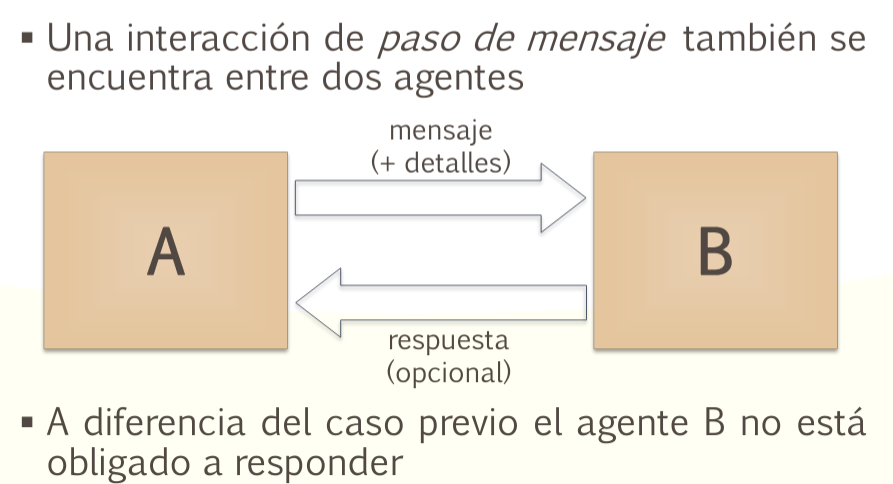 ▪ Una interacción de paso de mensaje también se
encuentra entre dos agentes
mensaje
(+ detalles)
A
B
respuesta
(opcional)
▪ A diferencia del caso previo el agente B no está
obligado a responder